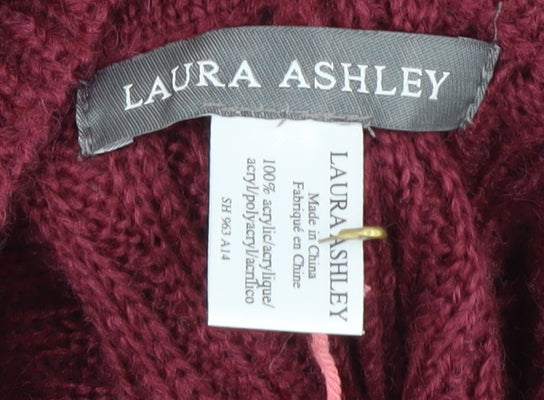 LAURA ASHLEY
LAURA ASHLEY
Made in China
Fabriqué en Chine
100% acrylic/acrylique/
acryl/polyacryl/acrilico
SH 963 A14